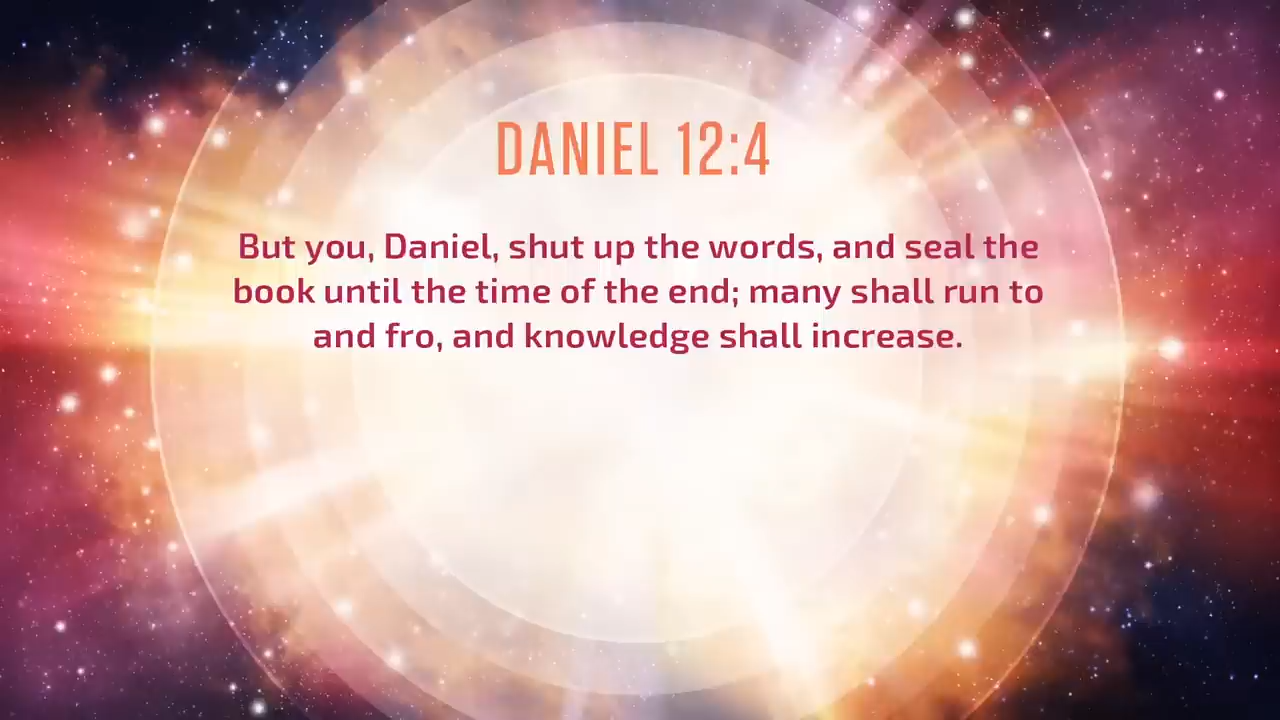 DANIEL 12:4
But you, Daniel, shut up the words, and seal the
book until the time of the end; many shall run to
and fro, and knowledge shall increase.